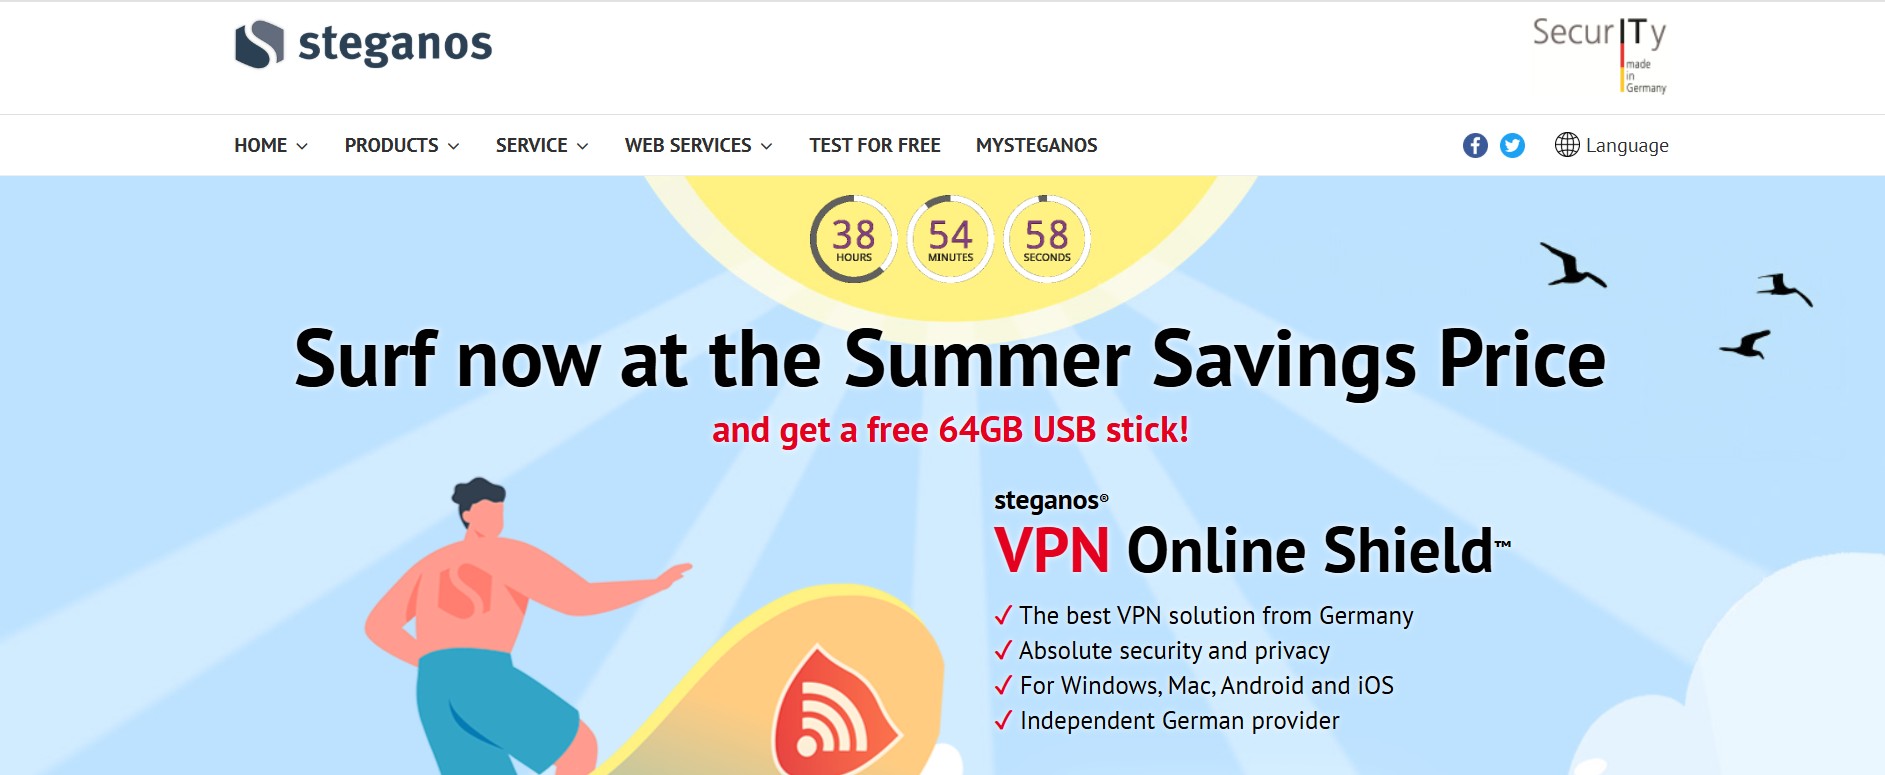 steganos
SecurITy
made
in
Germany
HOME PRODUCTS SERVICE WEB SERVICES TEST FOR FREE MYSTEGANOS Language
38 54 58
HOURS MINUTES SECONDS
Surf now at the Summer Savings Price
and get a free 64GB USB stick!
steganos®
VPN Online Shield™
✓ The best VPN solution from Germany
✓ Absolute security and privacy
✓ For Windows, Mac, Android and iOS
✓ Independent German provider